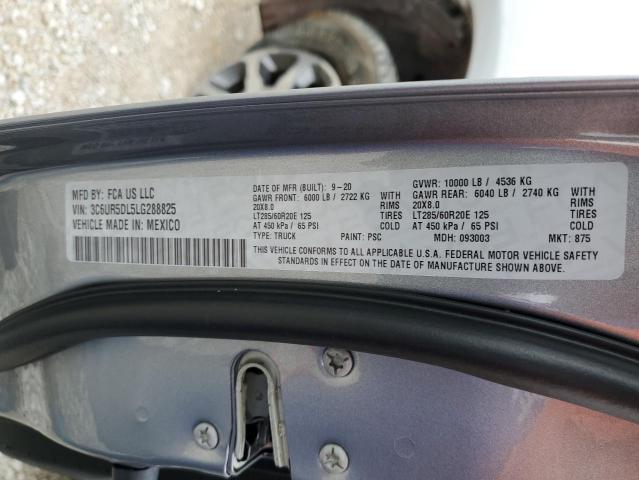 MFD BY: FCA US LLC
VIN: 3C6UR5DL5LG288825
VEHICLE MADE IN: MEXICO
DATE OF MFR (BUILT): 9-20
GAWR FRONT: 6000 LB / 2722 KG WITH
20X8.0 RIMS
LT285/60R20E 125 TIRES
AT 450 kPa / 65 PSI COLD
TYPE: TRUCK PAINT: PSC
GVWR: 10000 LB / 4536 KG
GAWR REAR: 6040 LB / 2740 KG WITH
20X8.0 RIMS
LT285/60R20E 125 TIRES
AT 450 kPa / 65 PSI COLD
MDH: 093003 MKT: 875
THIS VEHICLE CONFORMS TO ALL APPLICABLE U.S.A. FEDERAL MOTOR VEHICLE SAFETY
STANDARDS IN EFFECT ON THE DATE OF MANUFACTURE SHOWN ABOVE.